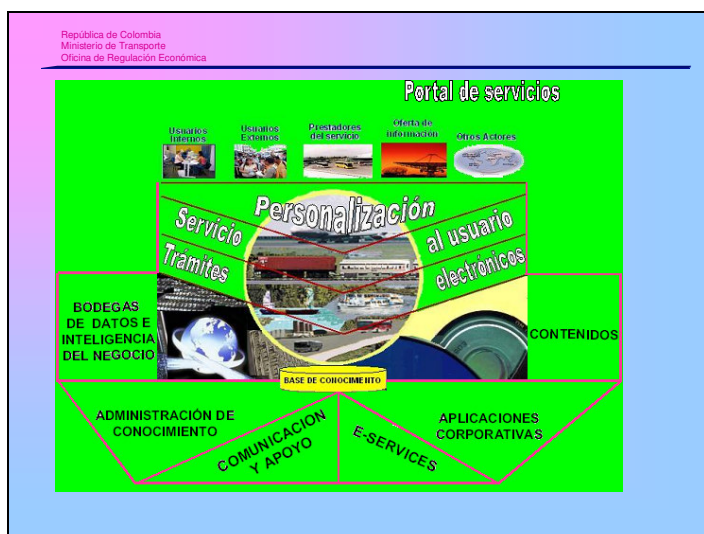 República de Colombia
Ministerio de Transporte
Oficina de Regulación Económica
Portal de servicios
Usuarios
Internos
Usuarios
Externos
Prestadores
del servicio
Oferta de
información
Otros Actores
Personalización
Servicio
al usuario
Trámites
electrónicos
BODEGAS
DE DATOS E
INTELIGENCIA
DEL NEGOCIO
CONTENIDOS
BASE DE CONOCIMIENTO
ADMINISTRACIÓN DE
CONOCIMIENTO
COMUNICACION
Y APOYO
E-SERVICES
APLICACIONES
CORPORATIVAS